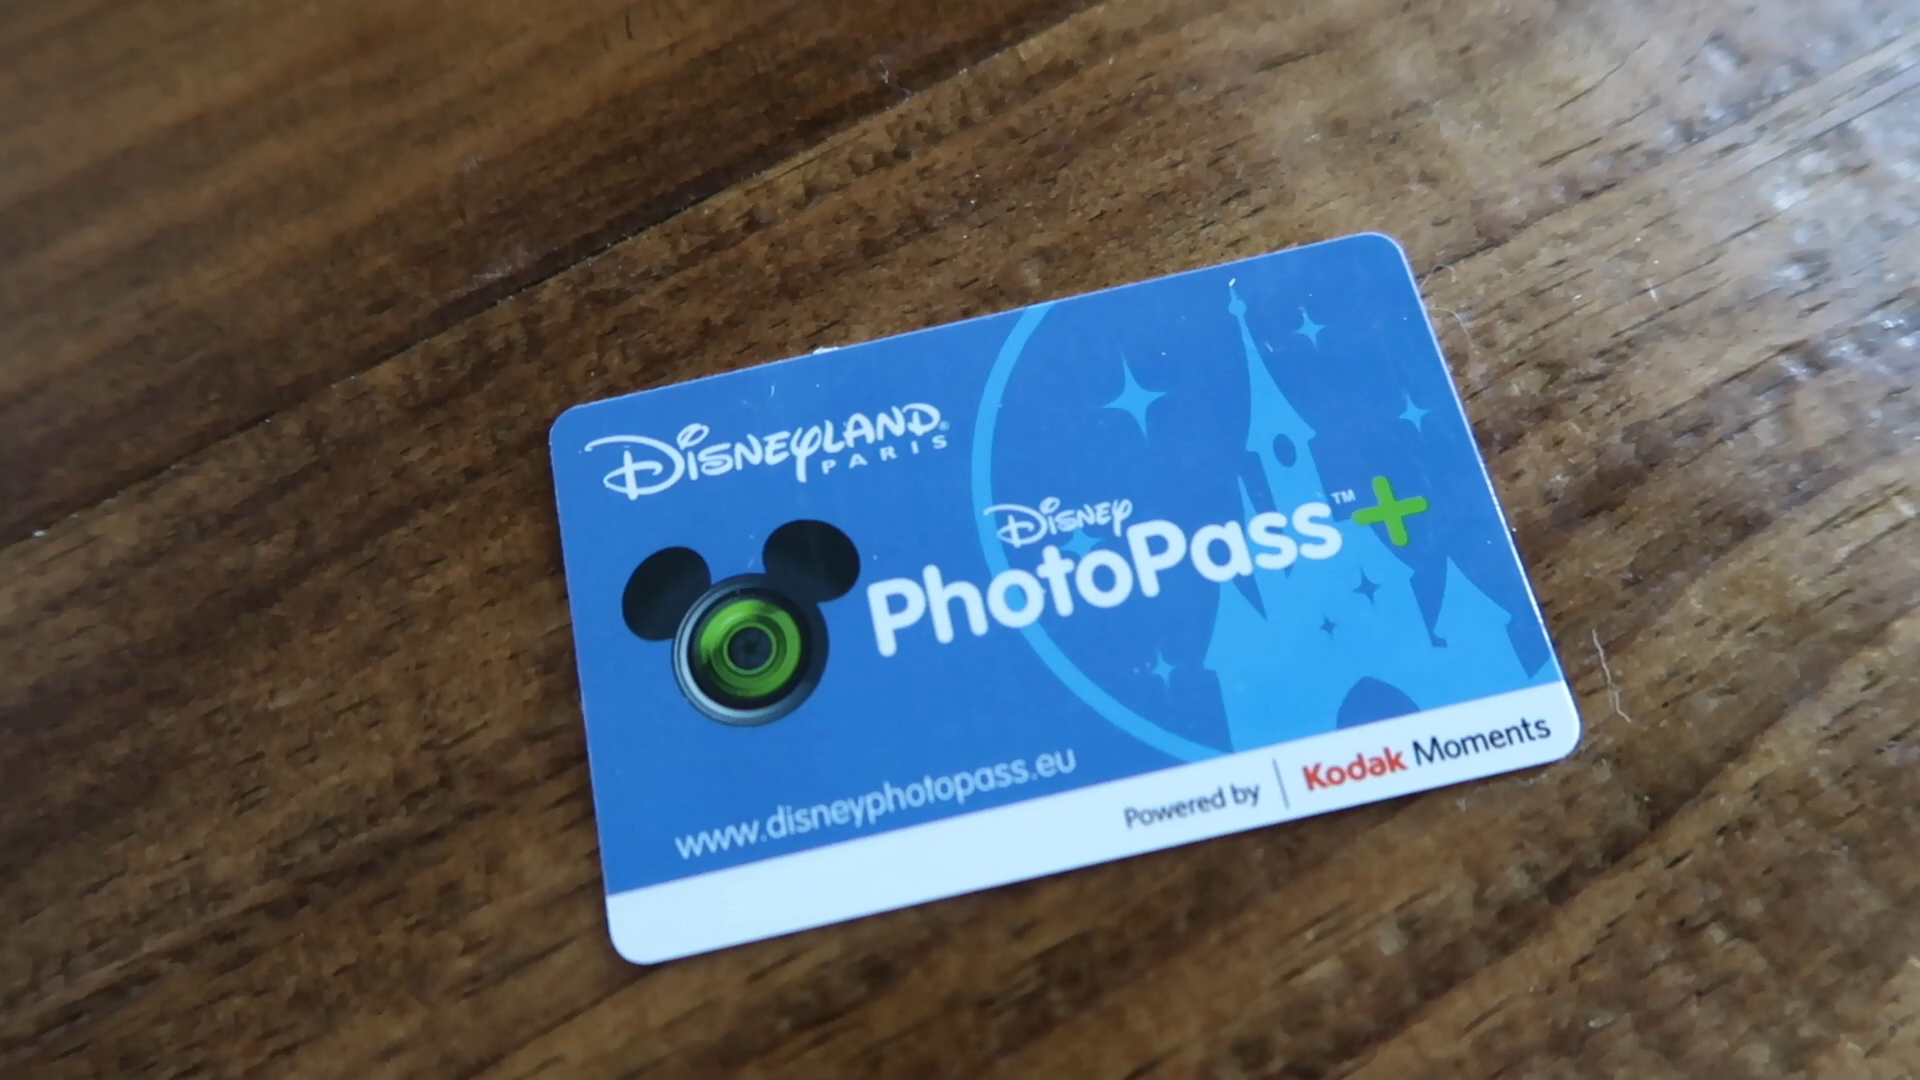 DISNEYLAND®
PARIS
DISNEY
PhotoPass™+
www.disneyphotopass.eu
Powered by | Kodak Moments